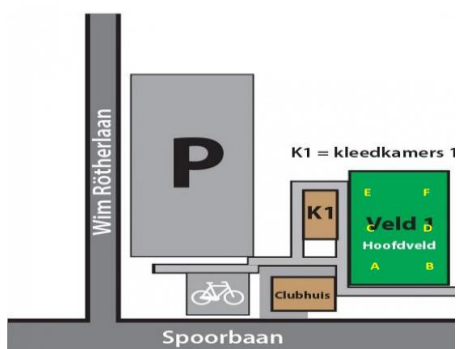 Wim Rötherlaan
P
K1 = kleedkamers 1
K1
E F
Veld 1
C D
Hoofdveld
A B
Clubhuis
Spoorbaan